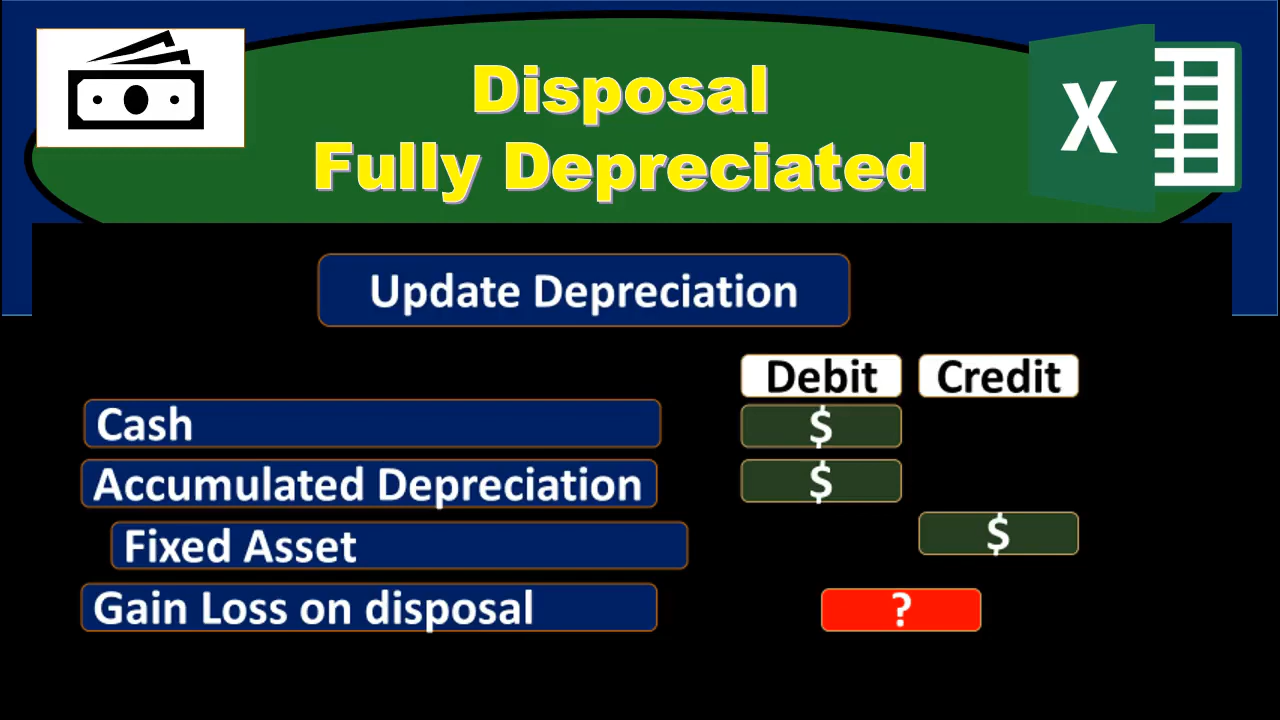 Disposal
Fully Depreciated
X
Update Depreciation
Debit Credit
Cash $
Accumulated Depreciation $
Fixed Asset $
Gain Loss on disposal ?